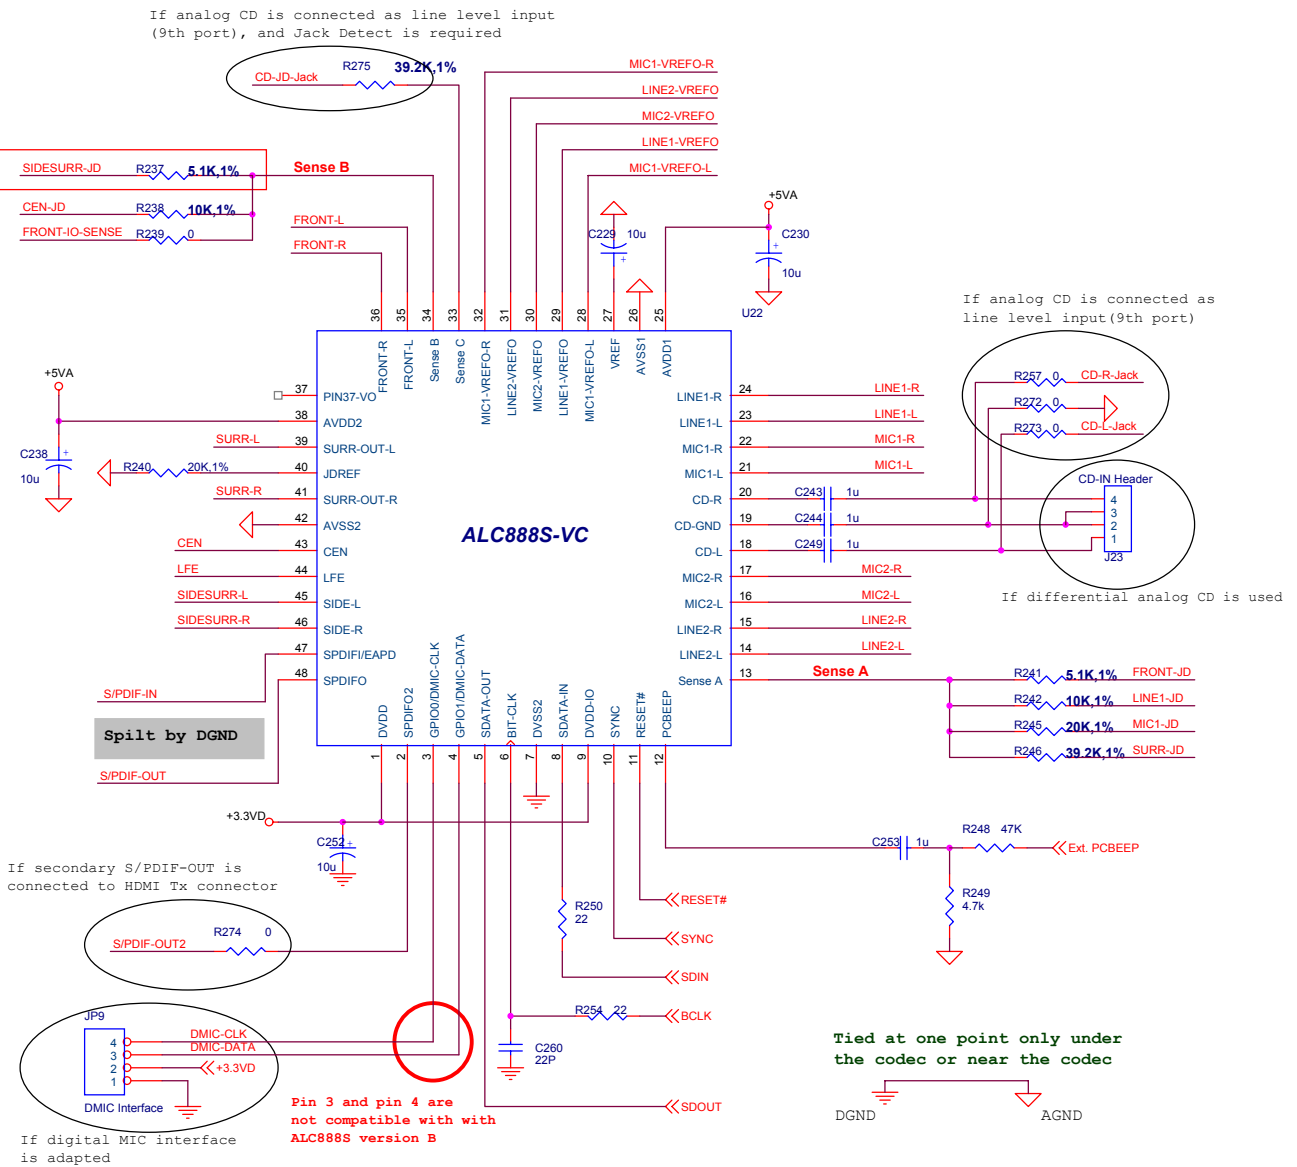 If analog CD is connected as line level input
(9th port), and Jack Detect is required
R275 39.2K,1%
CD-JD-Jack
MIC1-VREFO-R
LINE2-VREFO
MIC2-VREFO
LINE1-VREFO
MIC1-VREFO-L
SIDESURR-JD R237 5.1K,1% Sense B
CEN-JD R238 10K,1%
FRONT-IO-SENSE R239 0
FRONT-L
FRONT-R
C229 10u
+5VA
C230
+
10u
+
U22
36 35 34 33 32 31 30 29 28 27 26 25
FRONT-R FRONT-L Sense B Sense C MIC1-VREFO-R LINE2-VREFO MIC2-VREFO LINE1-VREFO MIC1-VREFO-L VREF AVSS1 AVDD1
If analog CD is connected as
line level input(9th port)
R257 0 CD-R-Jack
R272 0
R273 0 CD-L-Jack
+5VA
C238
+
10u
37 PIN37-VO
38 AVDD2
SURR-L 39 SURR-OUT-L
R240 20K,1% 40 JDREF
SURR-R 41 SURR-OUT-R
42 AVSS2
CEN 43 CEN
LFE 44 LFE
SIDESURR-L 45 SIDE-L
SIDESURR-R 46 SIDE-R
47 SPDIFI/EAPD
48 SPDIFO
S/PDIF-IN
Spilt by DGND
S/PDIF-OUT
ALC888S-VC
LINE1-R 24 LINE1-R
LINE1-L 23 LINE1-L
MIC1-R 22 MIC1-R
MIC1-L 21 MIC1-L
CD-R 20 C243 1u
CD-GND 19 C244 1u
CD-L 18 C249 1u
MIC2-R 17 MIC2-R
MIC2-L 16 MIC2-L
LINE2-R 15 LINE2-R
LINE2-L 14 LINE2-L
Sense A 13 Sense A
CD-IN Header
4
3
2
1
J23
If differential analog CD is used
R241 5.1K,1% FRONT-JD
R242 10K,1% LINE1-JD
R245 20K,1% MIC1-JD
R246 39.2K,1% SURR-JD
DVDD SPDIFO2 GPIO0/DMIC-CLK GPIO1/DMIC-DATA SDATA-OUT BIT-CLK DVSS2 SDATA-IN DVDD-IO SYNC RESET# PCBEEP
1 2 3 4 5 6 7 8 9 10 11 12
+3.3VD
C252
+
10u
C253 1u R248 47K Ext. PCBEEP
R249
4.7k
If secondary S/PDIF-OUT is
connected to HDMI Tx connector
R274 0
S/PDIF-OUT2
R250
22
RESET#
SYNC
SDIN
R254 22 BCLK
C260
22P
SDOUT
JP9
4 DMIC-CLK
3 DMIC-DATA
2 +3.3VD
1
DMIC Interface
If digital MIC interface
is adapted
Pin 3 and pin 4 are
not compatible with with
ALC888S version B
Tied at one point only under
the codec or near the codec
DGND AGND